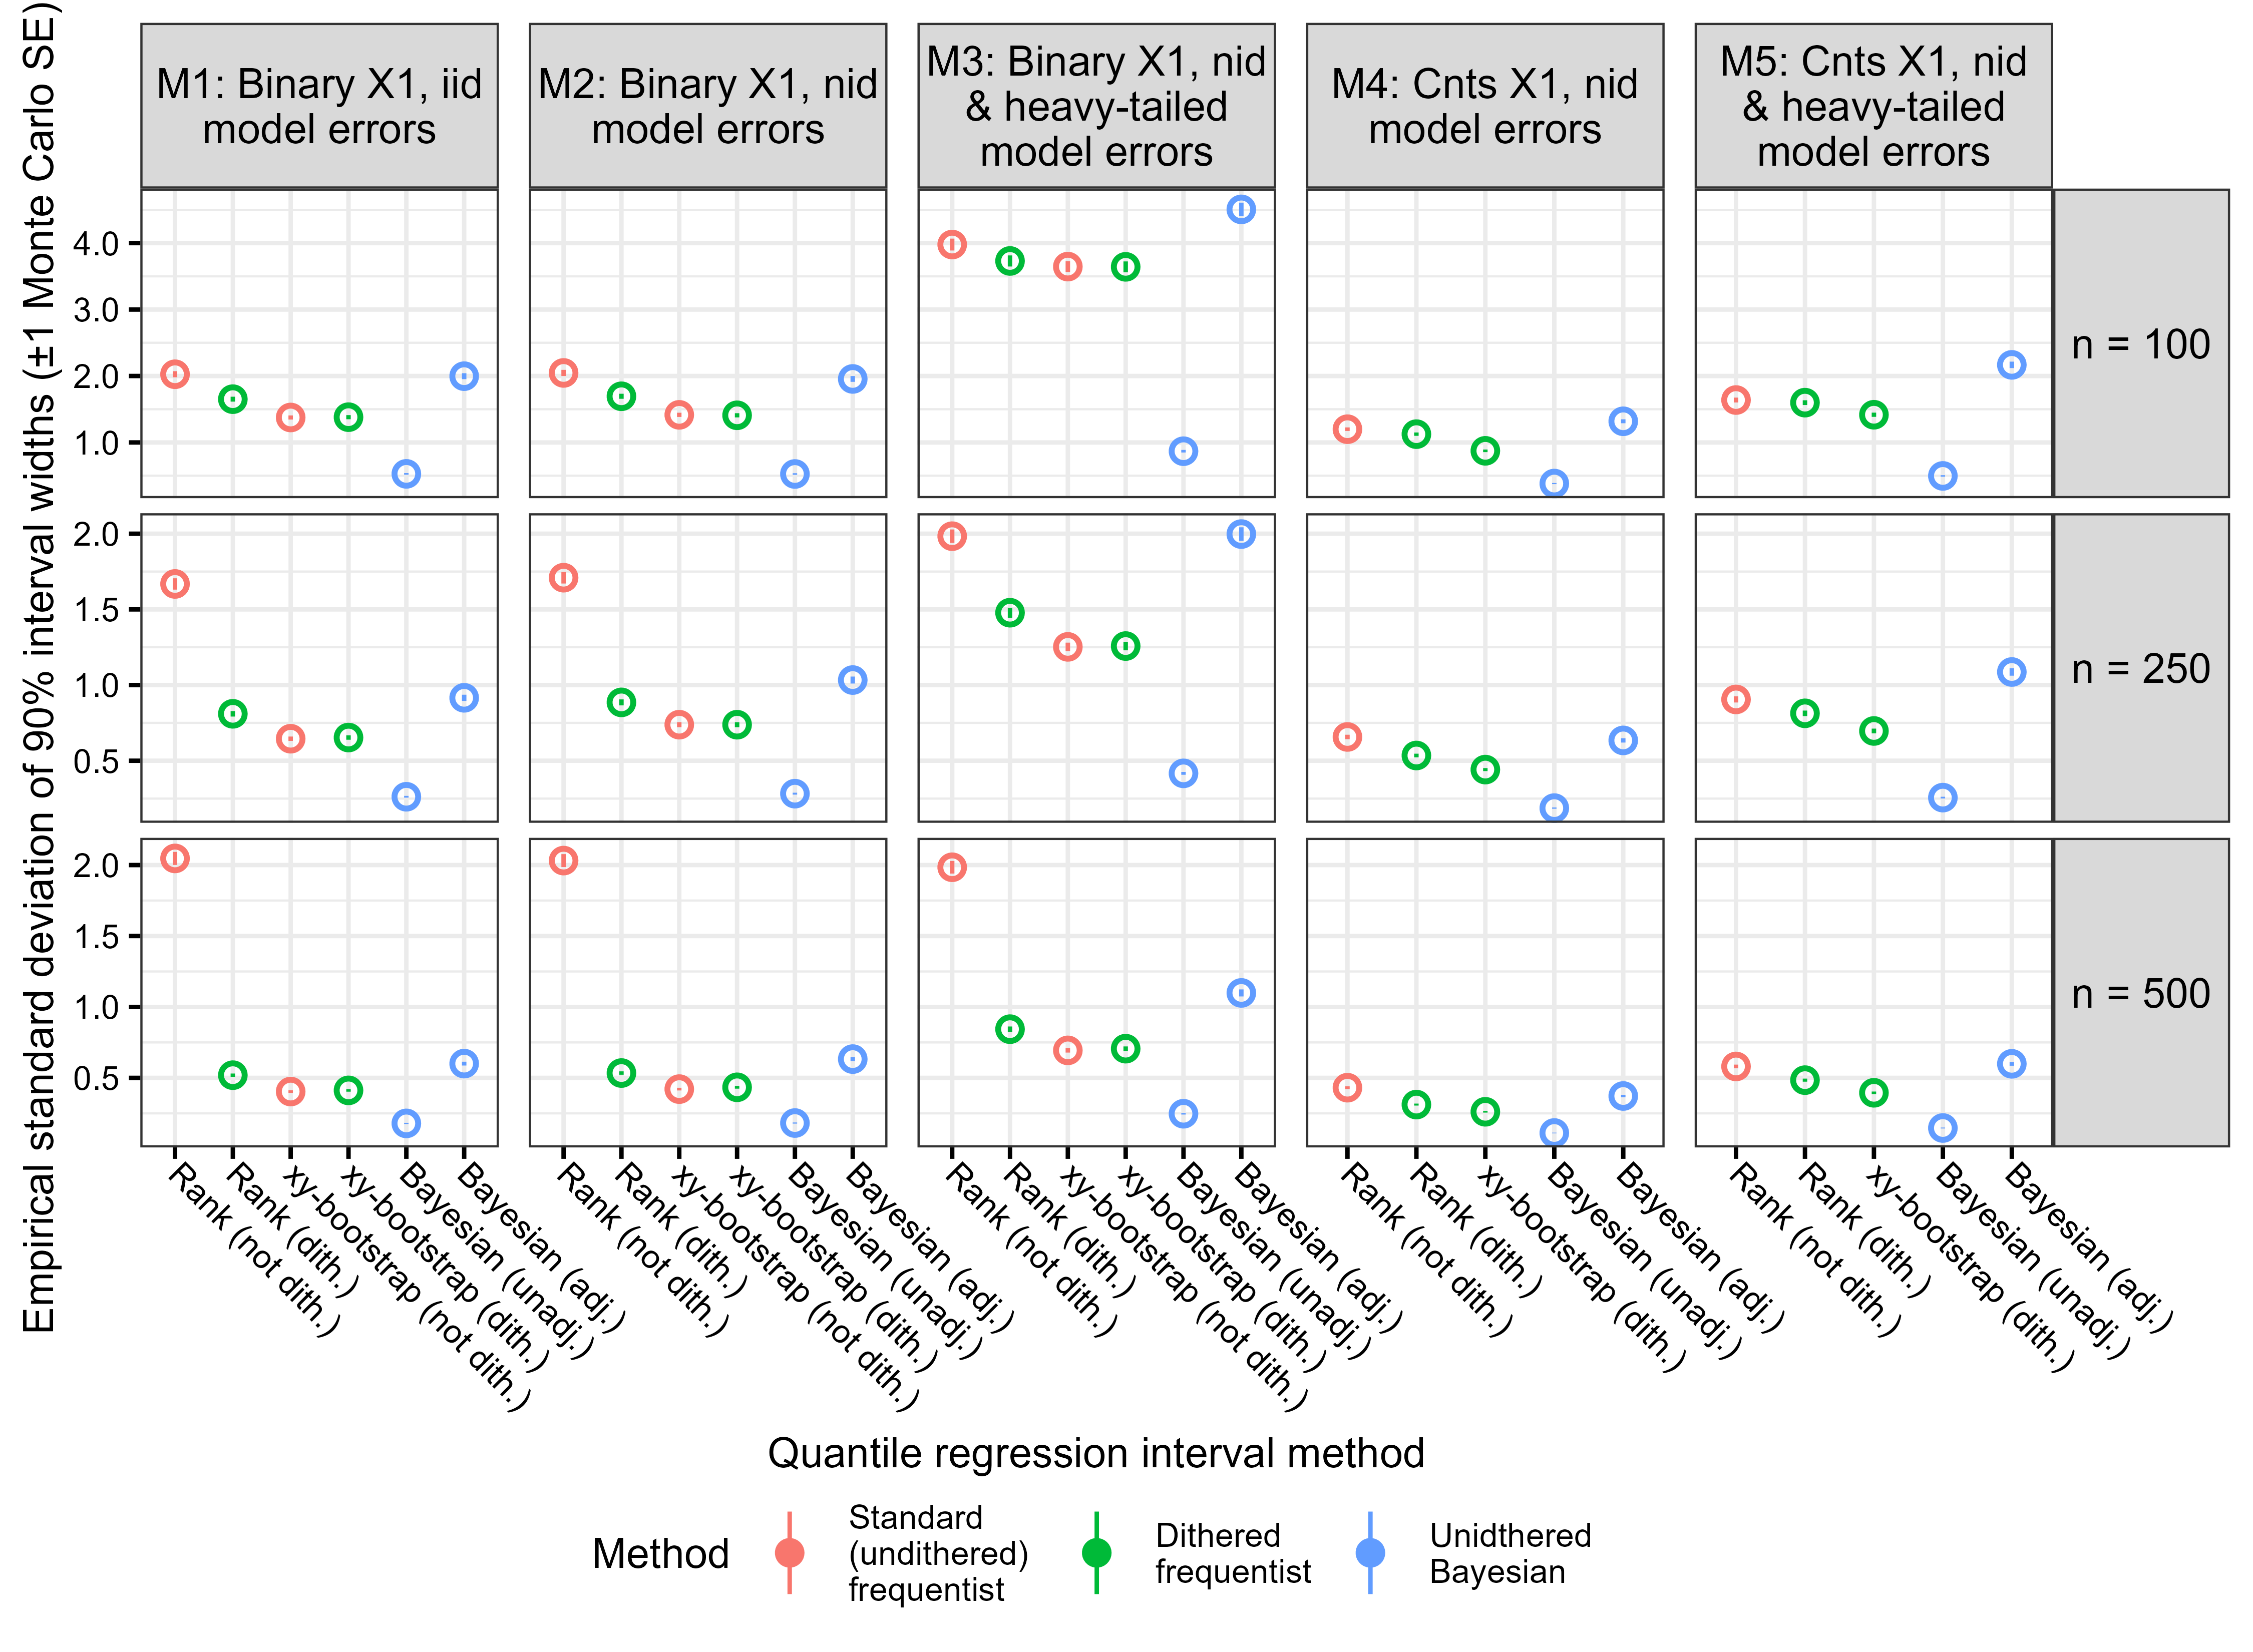 Empirical standard deviation of 90% interval widths (±1 Monte Carlo SE)
M1: Binary X1, iid
model errors
M2: Binary X1, nid
model errors
M3: Binary X1, nid
& heavy-tailed
model errors
M4: Cnts X1, nid
model errors
M5: Cnts X1, nid
& heavy-tailed
model errors
4.0
3.0
2.0
1.0
n = 100
2.0
1.5
1.0
0.5
n = 250
2.0
1.5
1.0
0.5
n = 500
Rank (not dith.)
Rank (dith.)
xy-bootstrap (not dith.)
xy-bootstrap (dith.)
Bayesian (unadj.)
Bayesian (adj.)
Rank (not dith.)
Rank (dith.)
xy-bootstrap (not dith.)
xy-bootstrap (dith.)
Bayesian (unadj.)
Bayesian (adj.)
Rank (not dith.)
Rank (dith.)
xy-bootstrap (not dith.)
xy-bootstrap (dith.)
Bayesian (unadj.)
Bayesian (adj.)
Rank (not dith.)
Rank (dith.)
xy-bootstrap (dith.)
Bayesian (unadj.)
Bayesian (adj.)
Rank (not dith.)
Rank (dith.)
xy-bootstrap (dith.)
Bayesian (unadj.)
Bayesian (adj.)
Quantile regression interval method
Method
Standard
(undithered)
frequentist
Dithered
frequentist
Unidthered
Bayesian